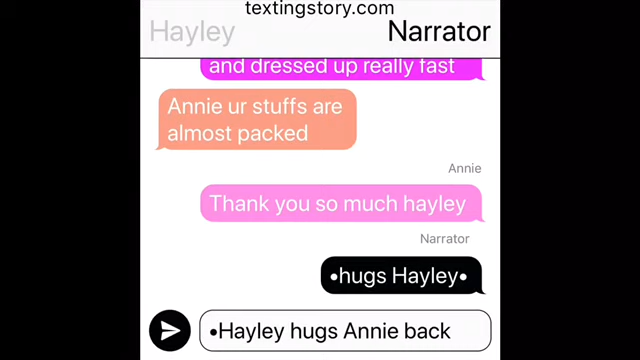 textingstory.com
Hayley Narrator
and dressed up really fast
Annie ur stuffs are
almost packed
Annie
Thank you so much hayley
Narrator
•hugs Hayley•
•Hayley hugs Annie back